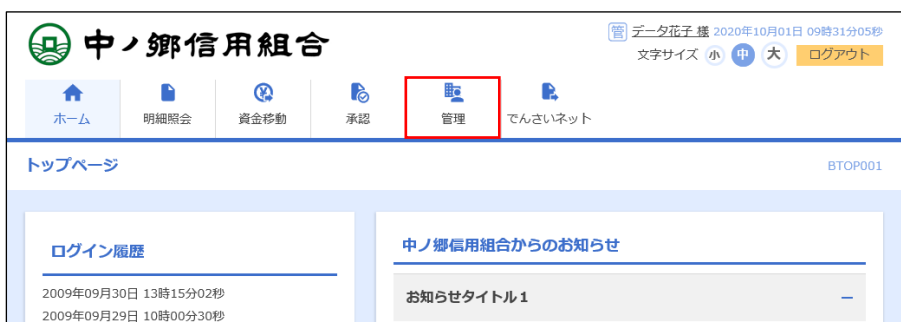 中ノ郷信用組合
管 データ花子 様 2020年10月01日 09時31分05秒
文字サイズ 小 中 大 ログアウト
ホーム 明細照会 資金移動 承認 管理 でんさいネット
トップページ BTOP001
ログイン履歴
2009年09月30日 13時15分02秒
2009年09月29日 10時00分30秒
中ノ郷信用組合からのお知らせ
お知らせタイトル1